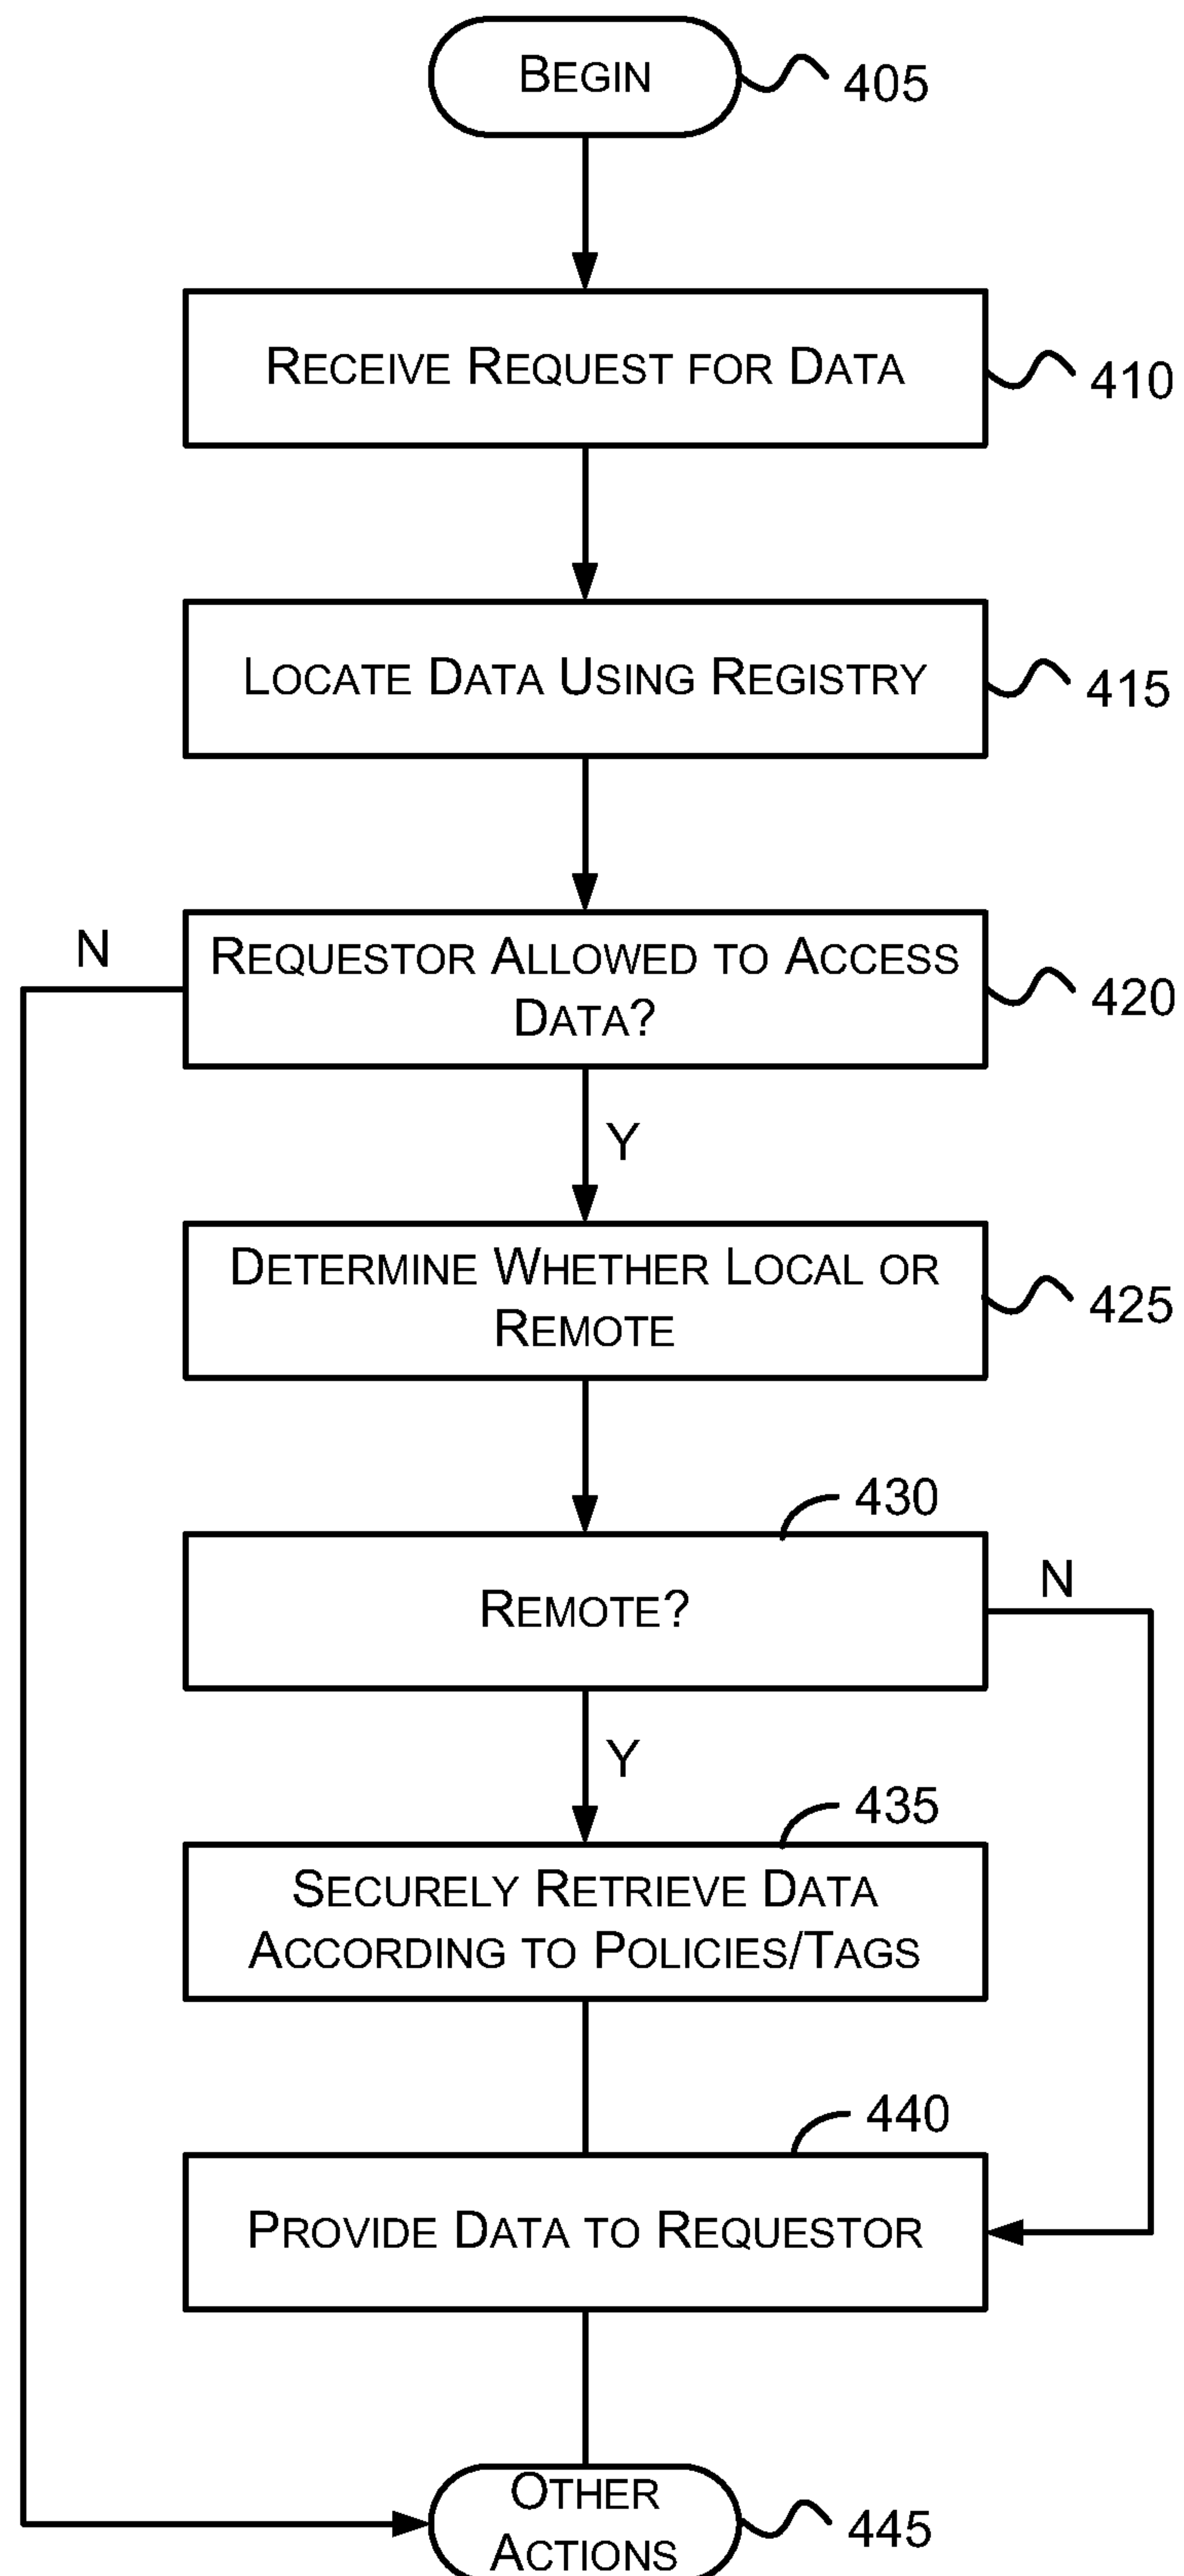 BEGIN
405
RECEIVE REQUEST FOR DATA
410
LOCATE DATA USING REGISTRY
415
N
REQUESTOR ALLOWED TO ACCESS
DATA?
420
Y
DETERMINE WHETHER LOCAL OR
REMOTE
425
430
REMOTE?
N
Y
435
SECURELY RETRIEVE DATA
ACCORDING TO POLICIES/TAGS
440
PROVIDE DATA TO REQUESTOR
OTHER
ACTIONS
445